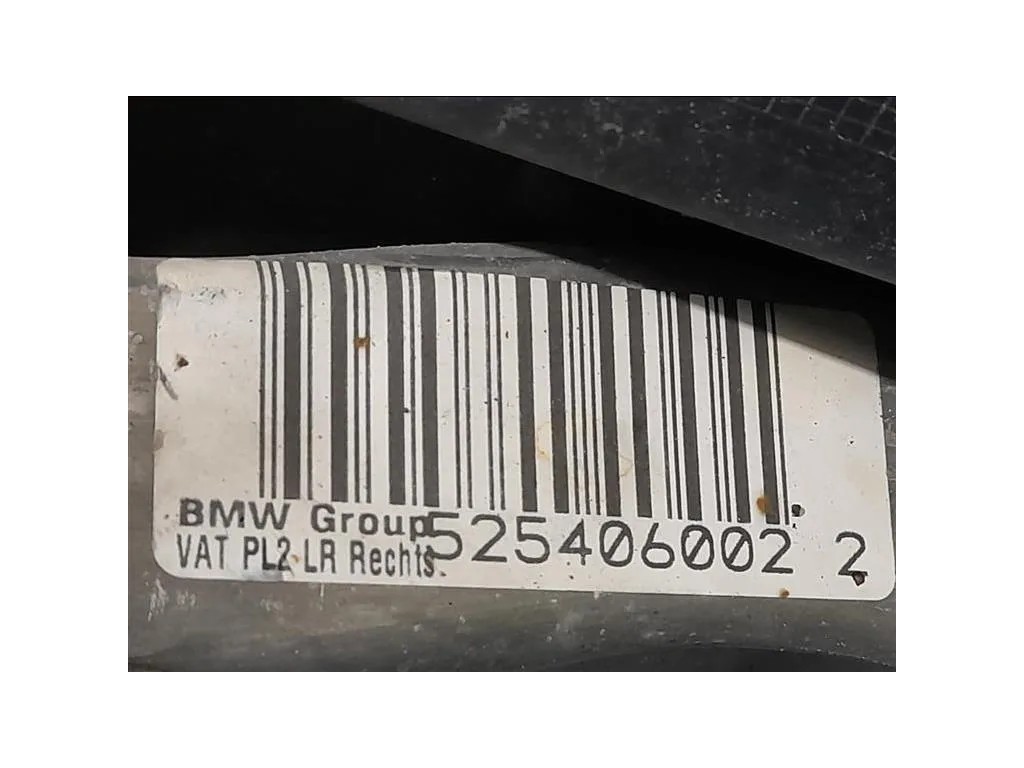 BMW Group 525406002 2
VAT PL2 LR Rechts